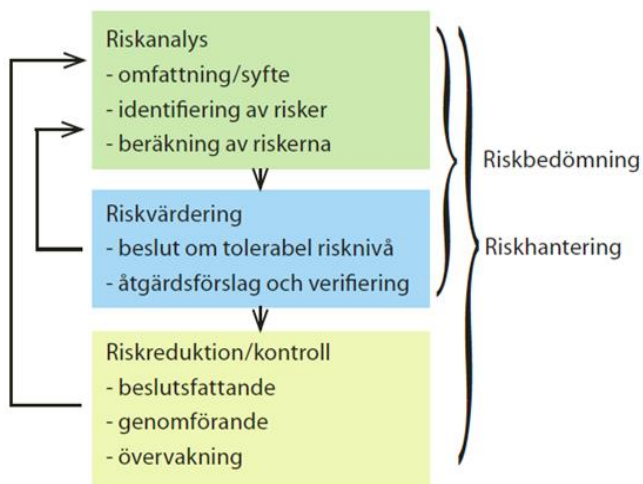 Riskanalys
- omfattning/syfte
- identifiering av risker
- beräkning av riskerna
Riskvärdering
- beslut om tolerabel risknivå
- åtgärdsförslag och verifiering
Riskreduktion/kontroll
- beslutsfattande
- genomförande
- övervakning
Riskbedömning
Riskhantering